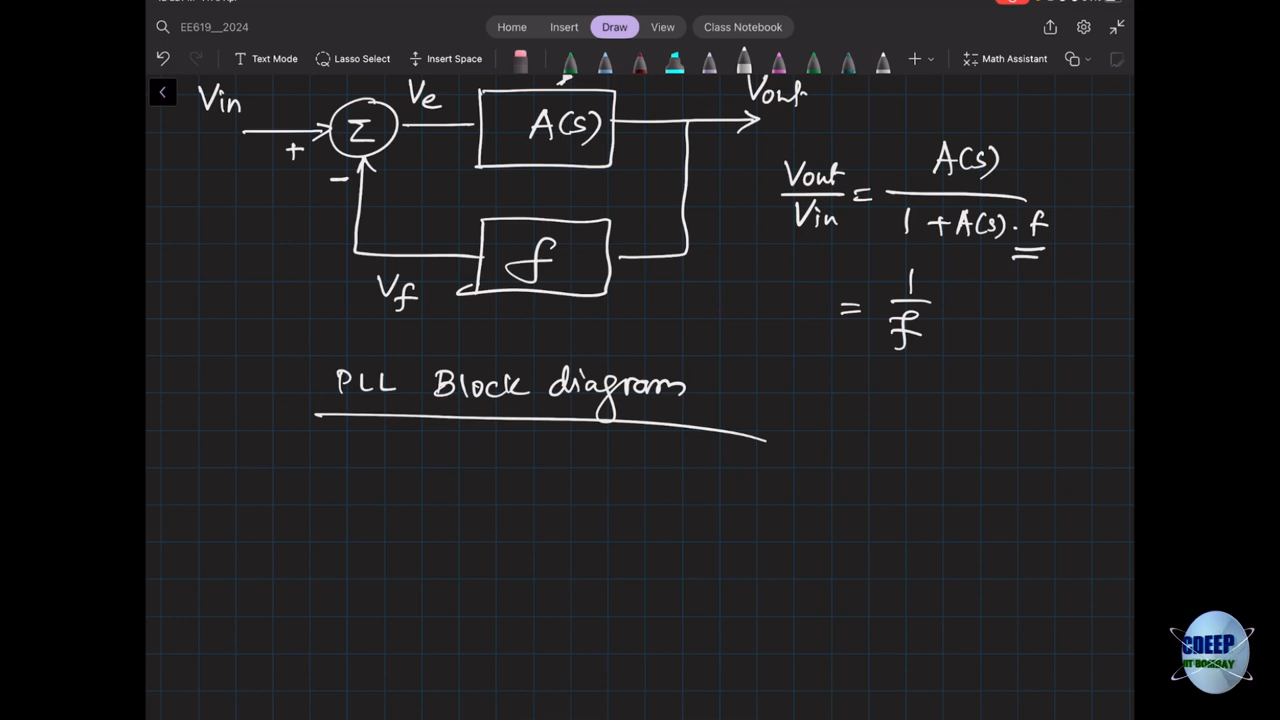 EE619__2024
Home Insert Draw View Class Notebook
Text Mode Lasso Select Insert Space Math Assistant
Vin Ve A(s) Vout
Σ
+
-
Vout/Vin = A(s)/(1 + A(s) . f)
f
Vf
= 1/f
PLL Block diagram
CDEEP
IIT BOMBAY